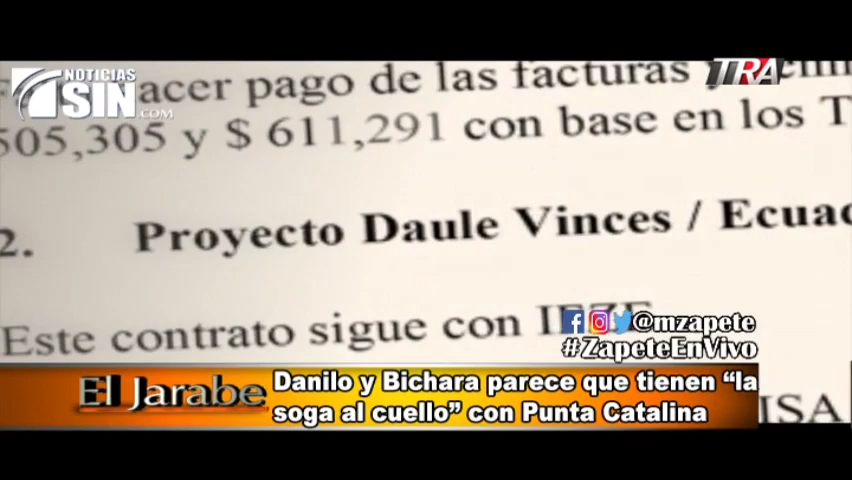 NOTICIAS
SIN.COM
acer pago de las facturas
505,305 y $ 611,291 con base en los T
2. Proyecto Daule Vinces / Ecuad
Este contrato sigue con
@mzapete
#ZapeteEnVivo
El Jarabe
Danilo y Bichara parece que tienen “la
soga al cuello” con Punta Catalina
ISA